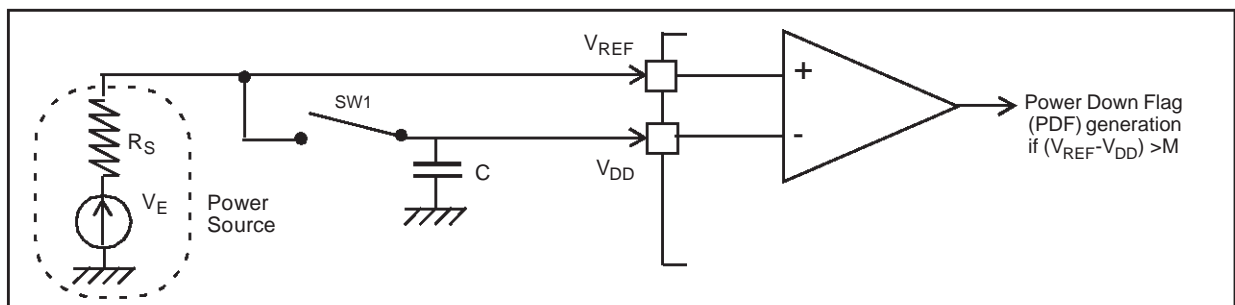 VREF
SW1
+
RS
-
Power Down Flag
(PDF) generation
if (VREF-VDD) >M
VDD
C
VE
Power
Source